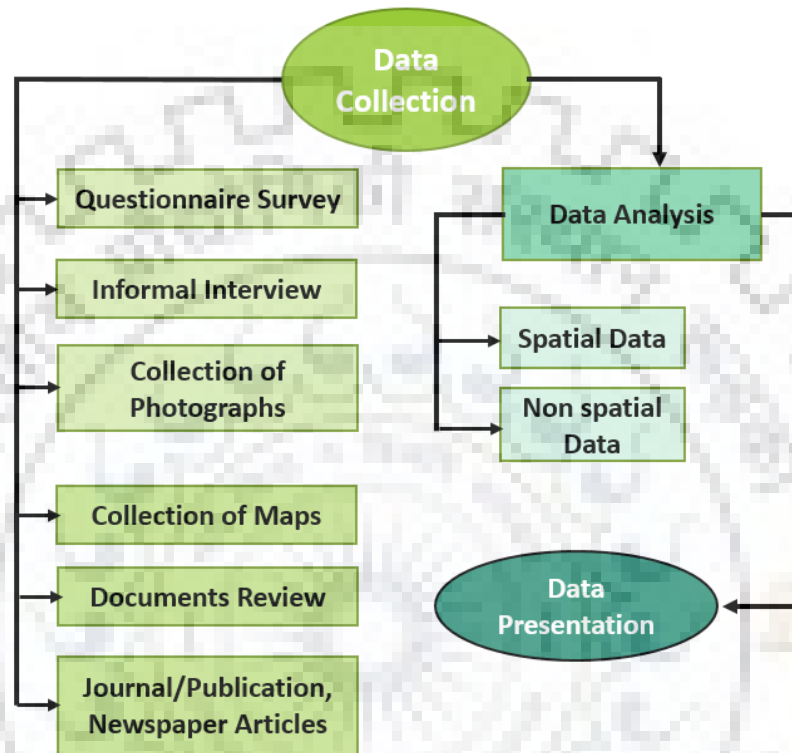 Data
Collection
Questionnaire Survey
Informal Interview
Collection of
Photographs
Collection of Maps
Documents Review
Journal/Publication,
Newspaper Articles
Data Analysis
Spatial Data
Non spatial
Data
Data
Presentation